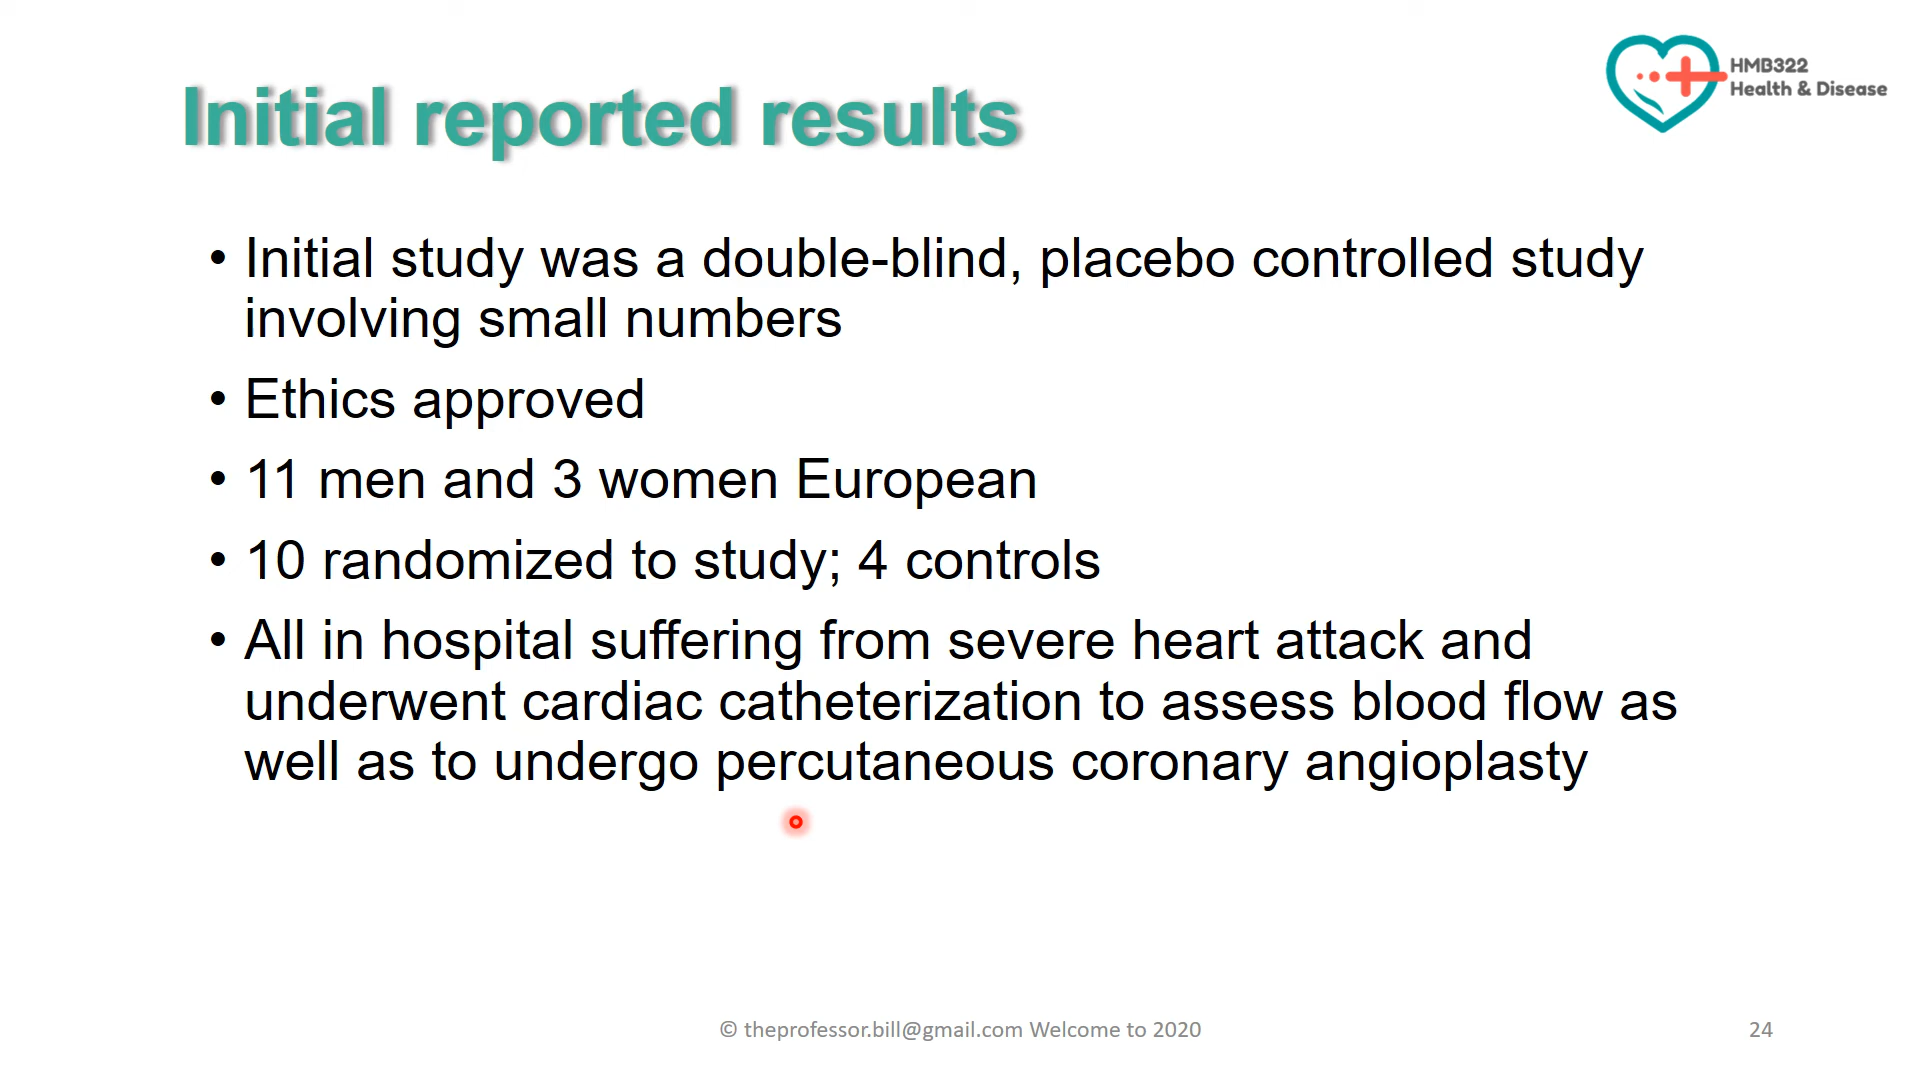 HMB322
Health & Disease
Initial reported results
• Initial study was a double-blind, placebo controlled study
involving small numbers
• Ethics approved
• 11 men and 3 women European
• 10 randomized to study; 4 controls
• All in hospital suffering from severe heart attack and
underwent cardiac catheterization to assess blood flow as
well as to undergo percutaneous coronary angioplasty
© theprofessor.bill@gmail.com Welcome to 2020
24